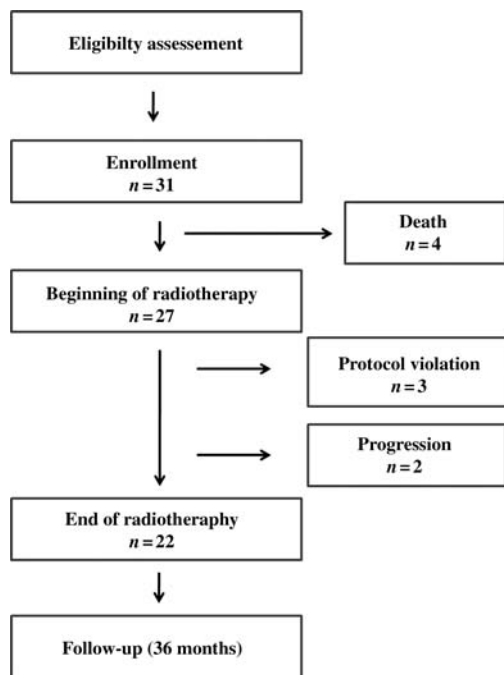 Eligibilty assessement
Enrollment
n = 31
Death
n = 4
Beginning of radiotherapy
n = 27
Protocol violation
n = 3
Progression
n = 2
End of radiotheraphy
n = 22
Follow-up (36 months)